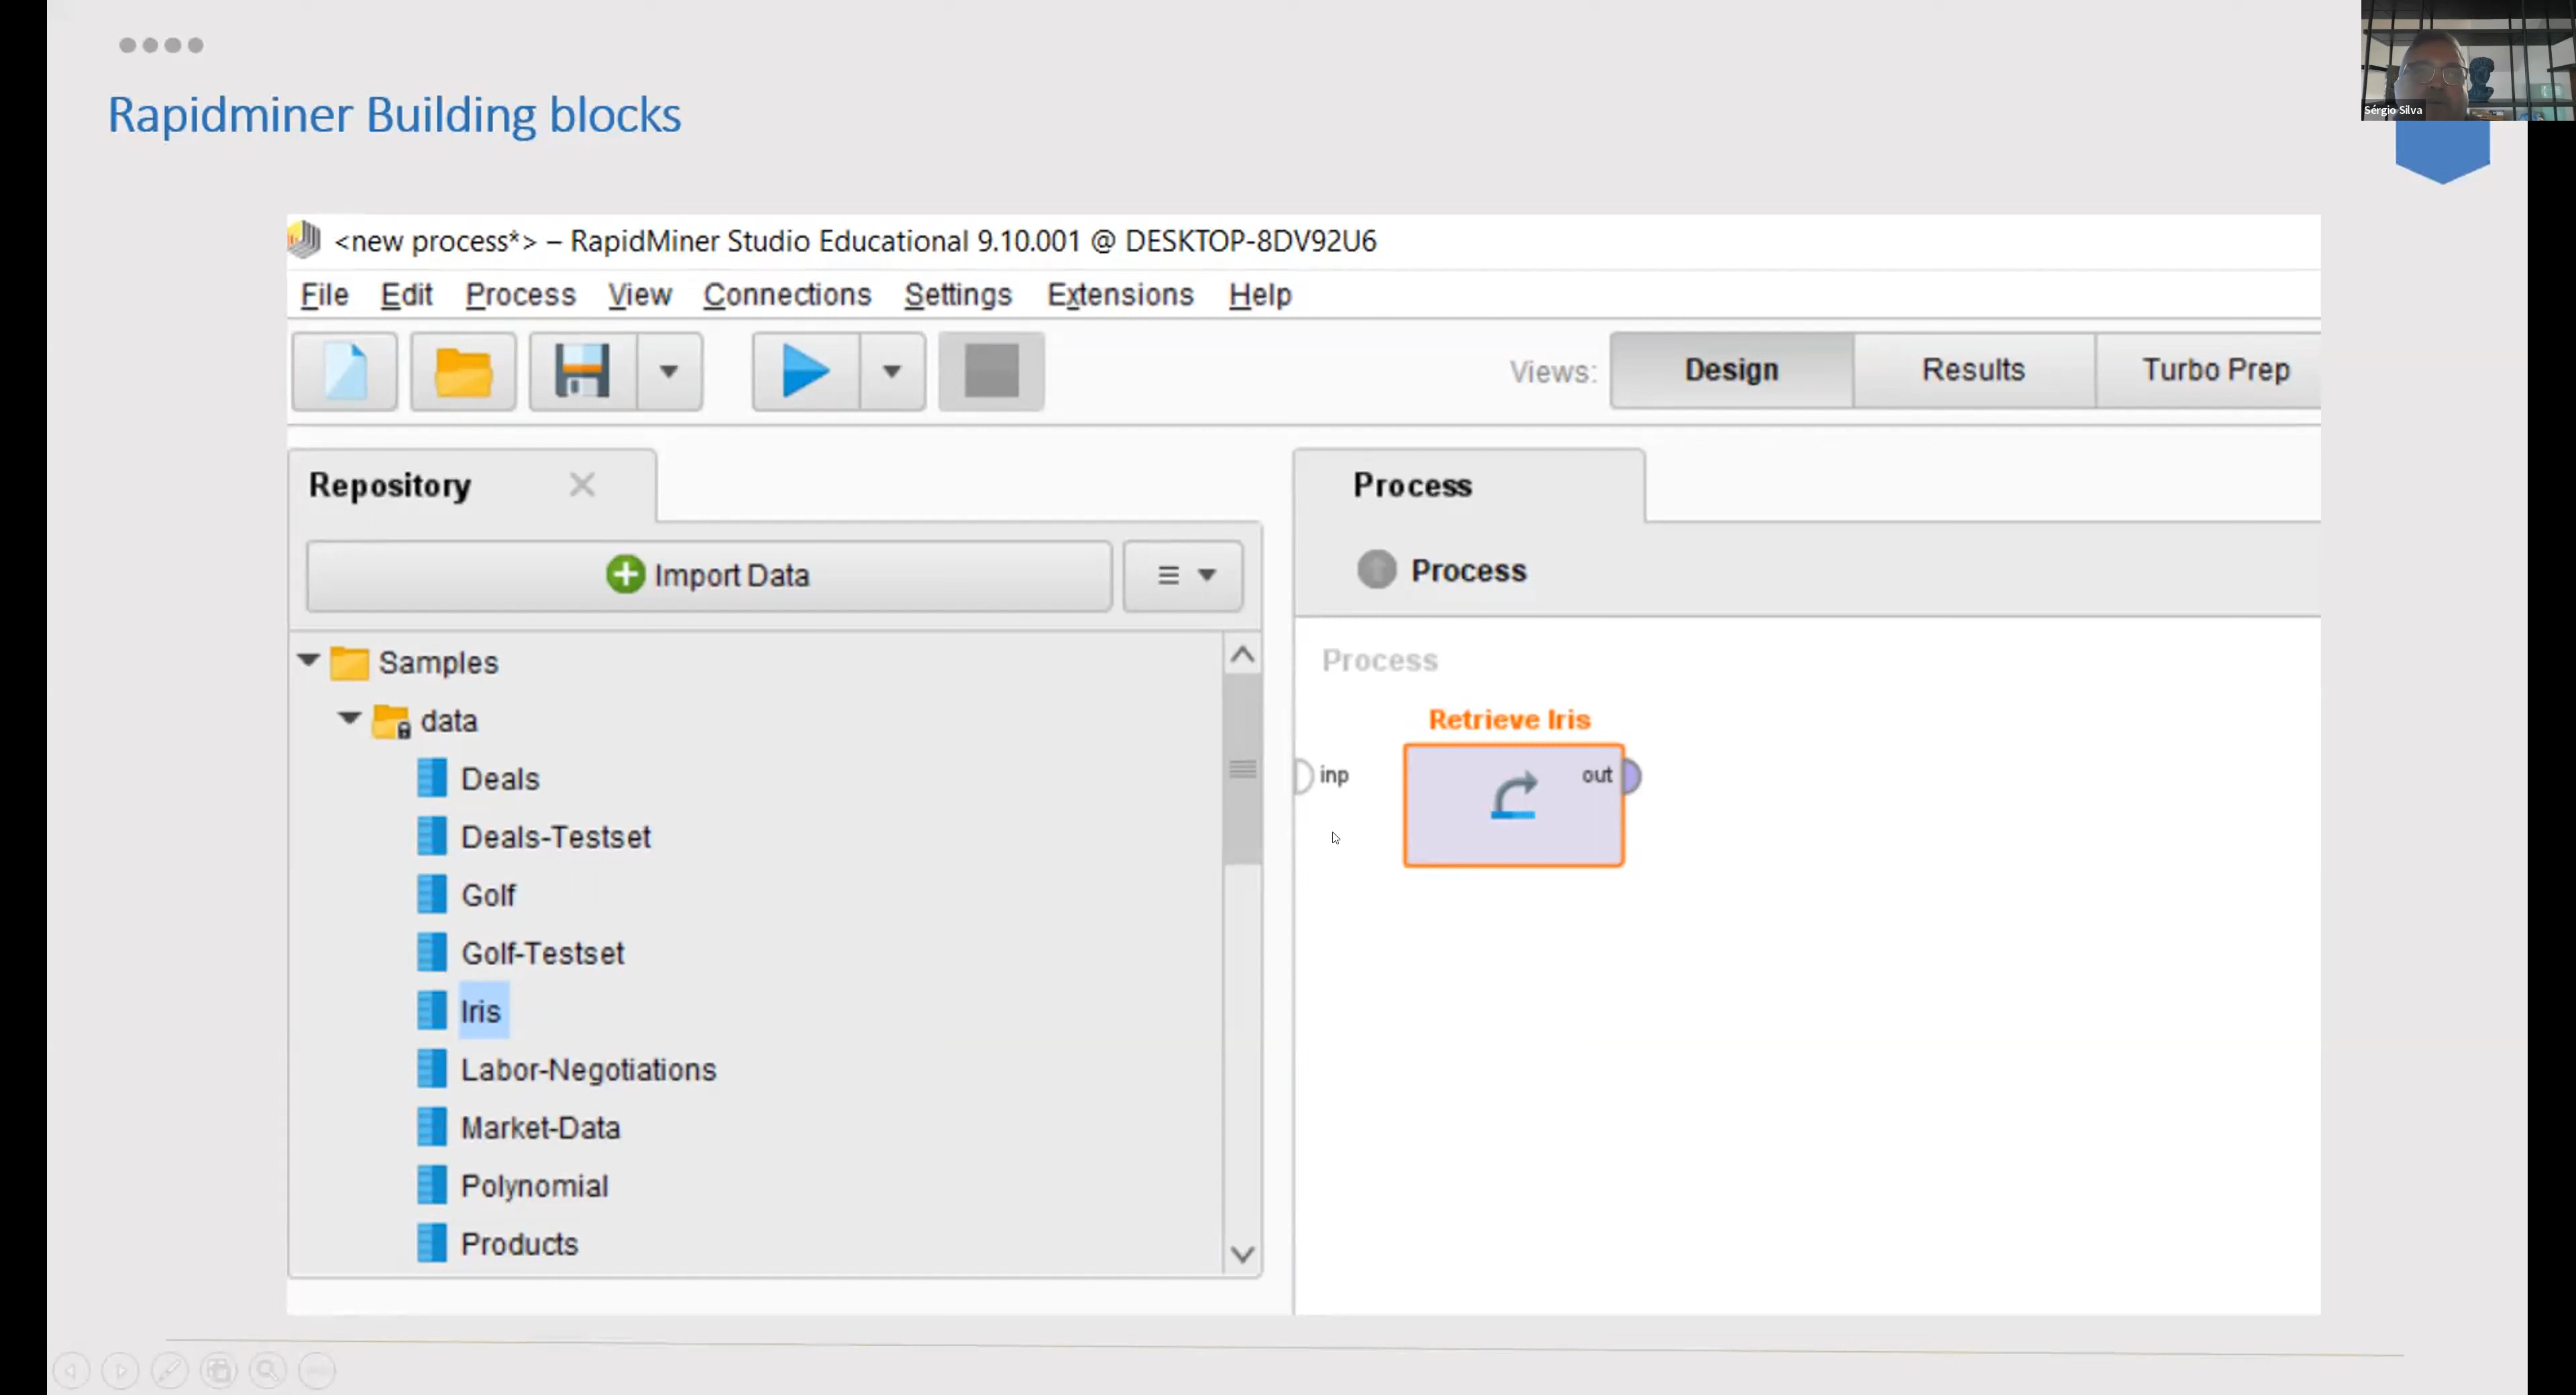 Sérgio Silva
Rapidminer Building blocks
<new process*> – RapidMiner Studio Educational 9.10.001 @ DESKTOP-8DV92U6
File Edit Process View Connections Settings Extensions Help
Views: Design Results Turbo Prep
Repository
Process
Import Data
Process
Samples
data
Deals
Deals-Testset
Golf
Golf-Testset
Iris
Labor-Negotiations
Market-Data
Polynomial
Products
Process
Retrieve Iris
inp
out